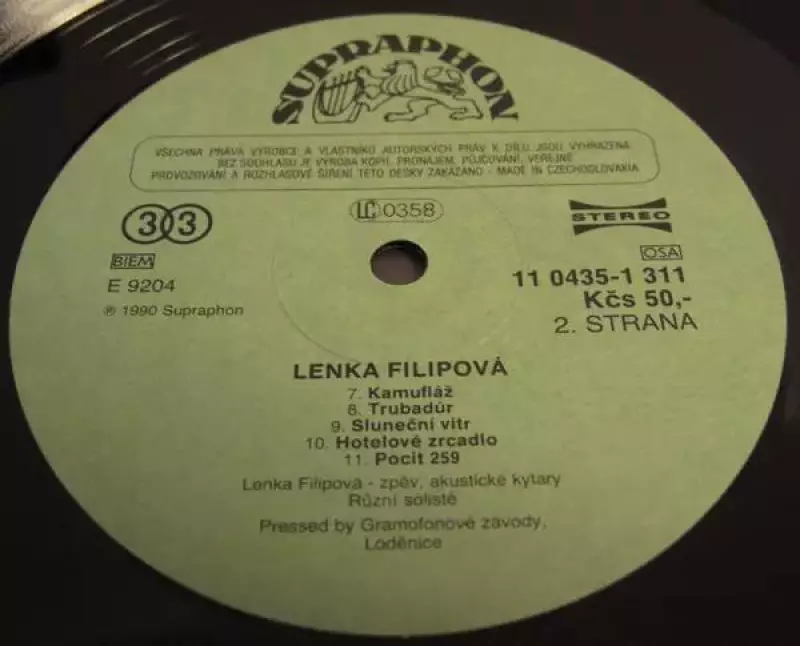 SUPRAPHON
VŠECHNA PRÁVA VÝROBCE A VLASTNÍKŮ AUTORSKÝCH PRÁV K DÍLU JSOU VYHRAZENA.
BEZ SOUHLASU JE VÝROBA KOPIÍ, PRONÁJEM, PŮJČOVÁNÍ, VEŘEJNÉ
PROVOZOVÁNÍ A ROZHLASOVÉ ŠÍŘENÍ TÉTO DESKY ZAKÁZÁNO - MADE IN CZECHOSLOVAKIA
33
LC 0358
STEREO
BIEM
OSA
E 9204
11 0435-1 311
Kčs 50,-
℗ 1990 Supraphon
2. STRANA
LENKA FILIPOVÁ
7. Kamufláž
8. Trubadúr
9. Sluneční vítr
10. Hotelové zrcadlo
11. Pocit 259
Lenka Filipová - zpěv, akustické kytary
Různí sólisté
Pressed by Gramofonové závody,
Loděnice